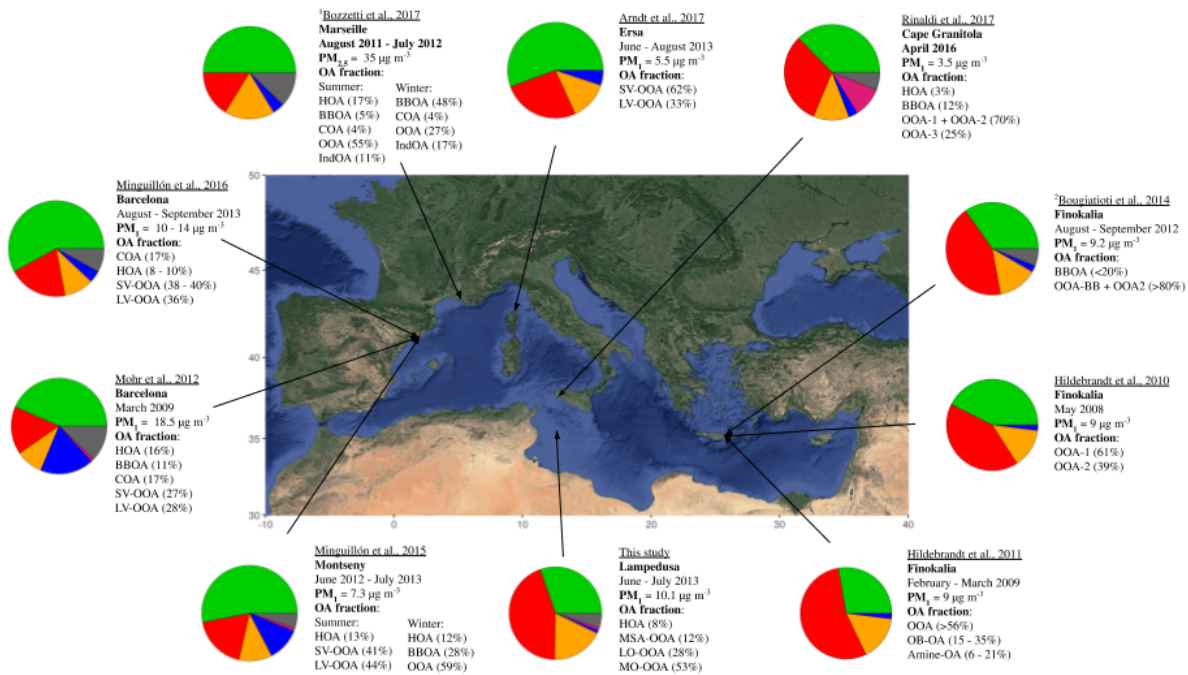 ¹Bozzetti et al., 2017
Marseille
August 2011 - July 2012
PM₂.₅ = 35 µg m⁻³
OA fraction:
Summer: Winter:
HOA (17%) BBOA (48%)
BBOA (5%) COA (4%)
COA (4%) OOA (27%)
OOA (55%) IndOA (17%)
IndOA (11%)
Arndt et al., 2017
Ersa
June - August 2013
PM₁ = 5.5 µg m⁻³
OA fraction:
SV-OOA (62%)
LV-OOA (33%)
Rinaldi et al., 2017
Cape Granitola
April 2016
PM₁ = 3.5 µg m⁻³
OA fraction:
HOA (3%)
BBOA (12%)
OOA-1 + OOA-2 (70%)
OOA-3 (25%)
Minguillón et al., 2016
Barcelona
August - September 2013
PM₁ = 10 - 14 µg m⁻³
OA fraction:
COA (17%)
HOA (8 - 10%)
SV-OOA (38 - 40%)
LV-OOA (36%)
²Bougiatioti et al., 2014
Finokalia
August - September 2012
PM₁ = 9.2 µg m⁻³
OA fraction:
BBOA (<20%)
OOA-BB + OOA2 (>80%)
Mohr et al., 2012
Barcelona
March 2009
PM₁ = 18.5 µg m⁻³
OA fraction:
HOA (16%)
BBOA (11%)
COA (17%)
SV-OOA (27%)
LV-OOA (28%)
Hildebrandt et al., 2010
Finokalia
May 2008
PM₁ = 9 µg m⁻³
OA fraction:
OOA-1 (61%)
OOA-2 (39%)
50
45
40
35
30
-10 0 10 20 30 40
Minguillón et al., 2015
Montseny
June 2012 - July 2013
PM₁ = 7.3 µg m⁻³
OA fraction:
Summer: Winter:
HOA (13%) HOA (12%)
SV-OOA (41%) BBOA (28%)
LV-OOA (44%) OOA (59%)
This study
Lampedusa
June - July 2013
PM₁ = 10.1 µg m⁻³
OA fraction:
HOA (8%)
MSA-OOA (12%)
LO-OOA (28%)
MO-OOA (53%)
Hildebrandt et al., 2011
Finokalia
February - March 2009
PM₁ = 9 µg m⁻³
OA fraction:
OOA (>56%)
OB-OA (15 - 35%)
Amine-OA (6 - 21%)